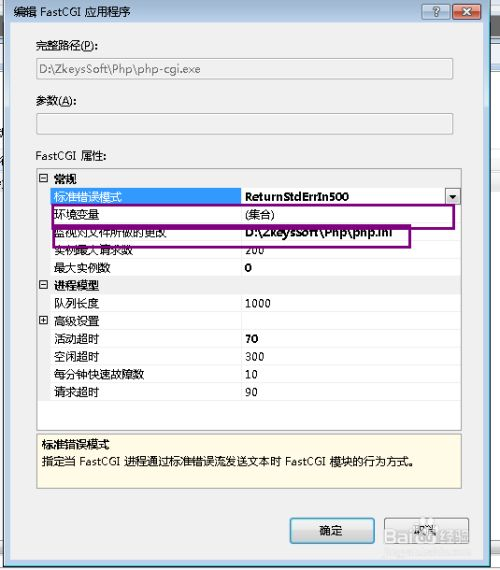 编辑 FastCGI 应用程序
完整路径(P):
D:\ZkeysSoft\Php\php-cgi.exe
参数(A):
FastCGI 属性:
常规
标准错误模式 ReturnStdErrIn500
环境变量 (集合)
监视对文件所做的更改 D:\ZkeysSoft\Php\php.ini
实例最大请求数 200
最大实例数 0
进程模型
队列长度 1000
高级设置
活动超时 70
空闲超时 300
每分钟快速故障数 10
请求超时 90
标准错误模式
指定当 FastCGI 进程通过标准错误流发送文本时 FastCGI 模块的行为方式。
确定 取消
Baidu 经验
jingyan.baidu.com